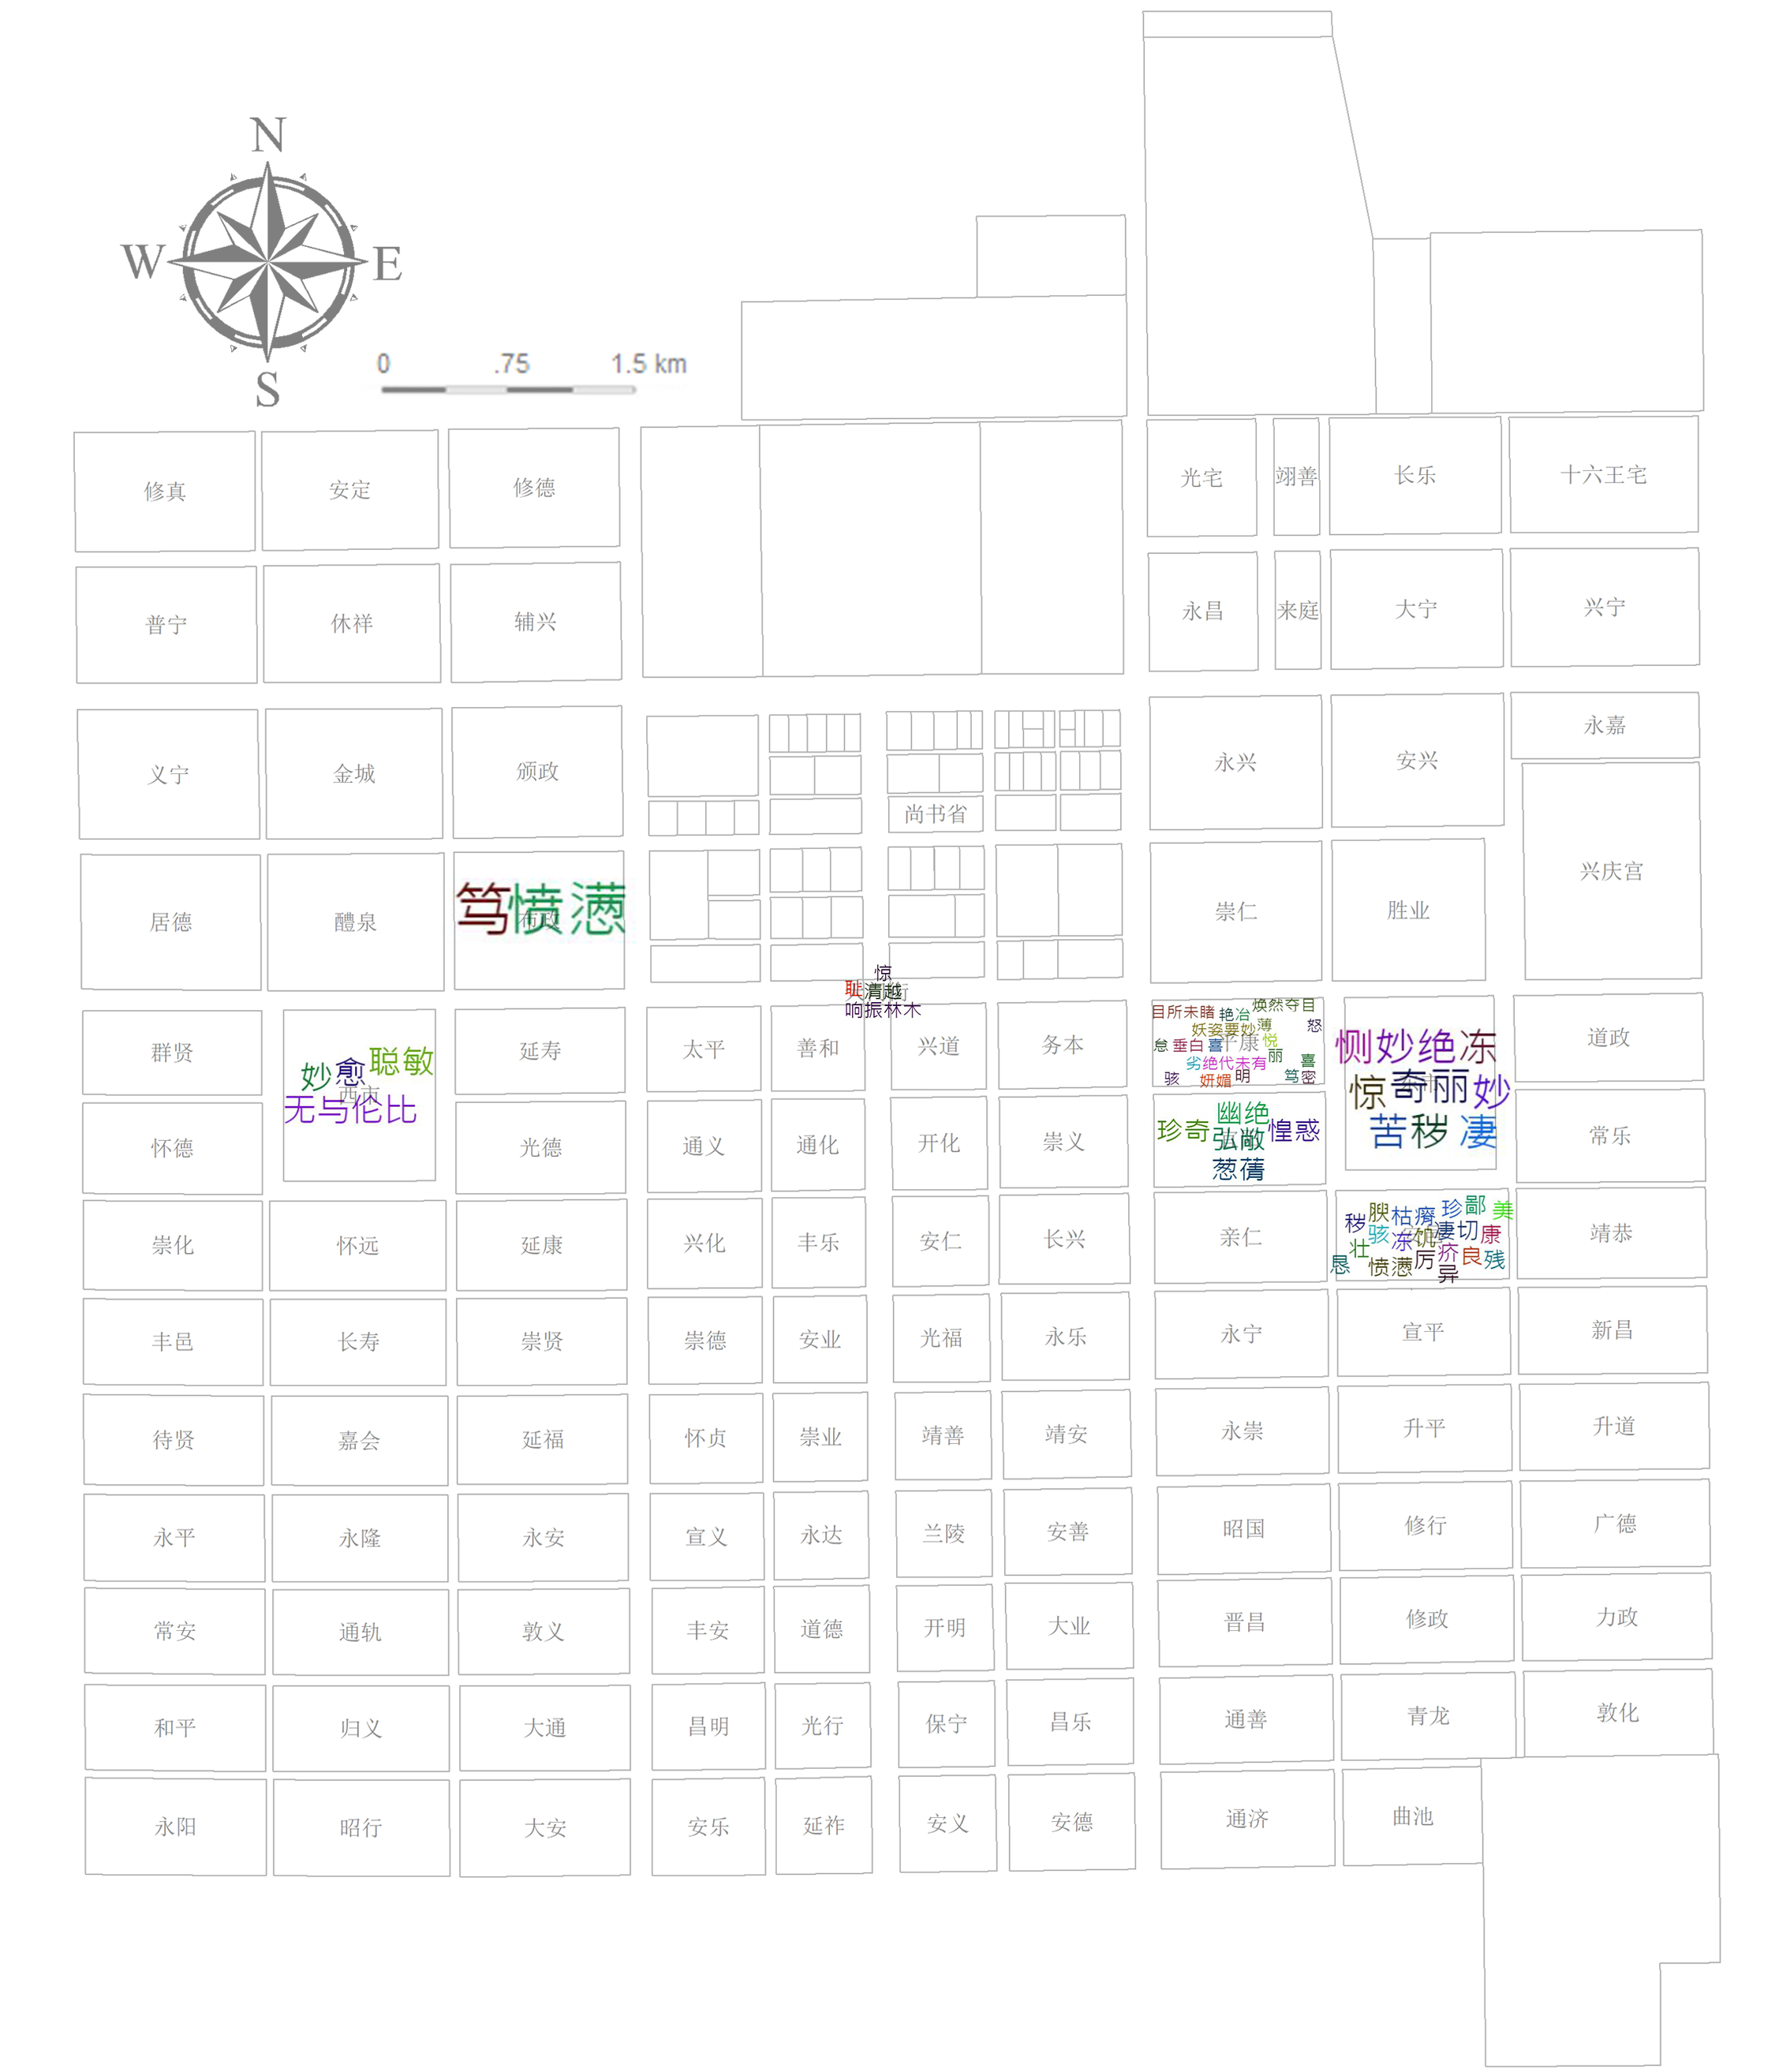 N
W E
S
0 .75 1.5 km
修真 安定 修德 光宅 翊善 长乐 十六王宅
普宁 休祥 辅兴 永昌 来庭 大宁 兴宁
永嘉
义宁 金城 颁政 尚书省 永兴 安兴
兴庆宫
居德 醴泉 布政 崇仁 胜业
笃愤懑
惊
耻清越
响振林木
群贤 延寿 太平 善和 兴道 务本 平康 道政
目所未睹 艳冶 焕然夺目
妖姿要妙 薄 怒
怠 垂白 喜 悦
劣 绝代未有 丽 喜
骇 妍媚 明 笃密
妙 愈 聪敏
西市
无与伦比
恻妙绝冻
惊奇丽妙
苦秽凄
怀德 光德 通义 通化 开化 崇义 常乐
幽绝
珍奇 弘敞 惶惑
葱蒨
崇化 怀远 延康 兴化 丰乐 安仁 长兴 亲仁 靖恭
秽 腴 枯 瘠 珍 鄙 美
骇 冻 饥 凄切 康
恳 壮 愤懑 厉 疥 良 残
异
丰邑 长寿 崇贤 崇德 安业 光福 永乐 永宁 宣平 新昌
待贤 嘉会 延福 怀贞 崇业 靖善 靖安 永崇 升平 升道
永平 永隆 永安 宣义 永达 兰陵 安善 昭国 修行 广德
常安 通轨 敦义 丰安 道德 开明 大业 晋昌 修政 力政
和平 归义 大通 昌明 光行 保宁 昌乐 通善 青龙 敦化
永阳 昭行 大安 安乐 延祚 安义 安德 通济 曲池